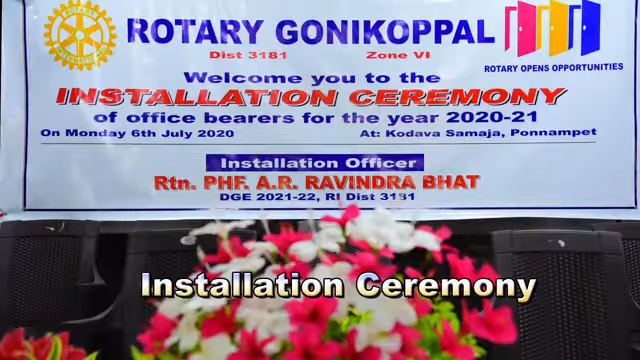 ROTARY GONIKOPPAL
Dist 3181 Zone VI
ROTARY OPENS OPPORTUNITIES
Welcome you to the
INSTALLATION CEREMONY
of office bearers for the year 2020-21
On Monday 6th July 2020 At: Kodava Samaja, Ponnampet
Installation Officer
Rtn. PHF. A.R. RAVINDRA BHAT
DGE 2021-22, RI Dist 3181
Installation Ceremony